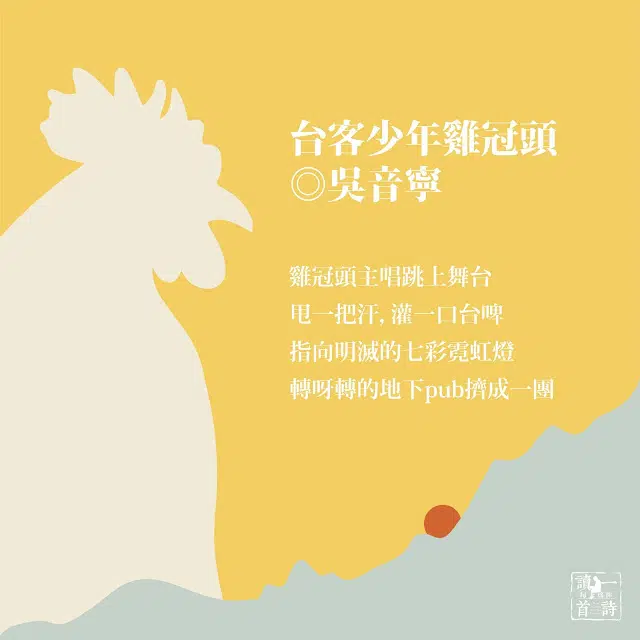 台客少年雞冠頭
◎吳音寧
雞冠頭主唱跳上舞台
甩一把汗, 灌一口台啤
指向明滅的七彩霓虹燈
轉呀轉的地下pub擠成一團
讀一
首詩